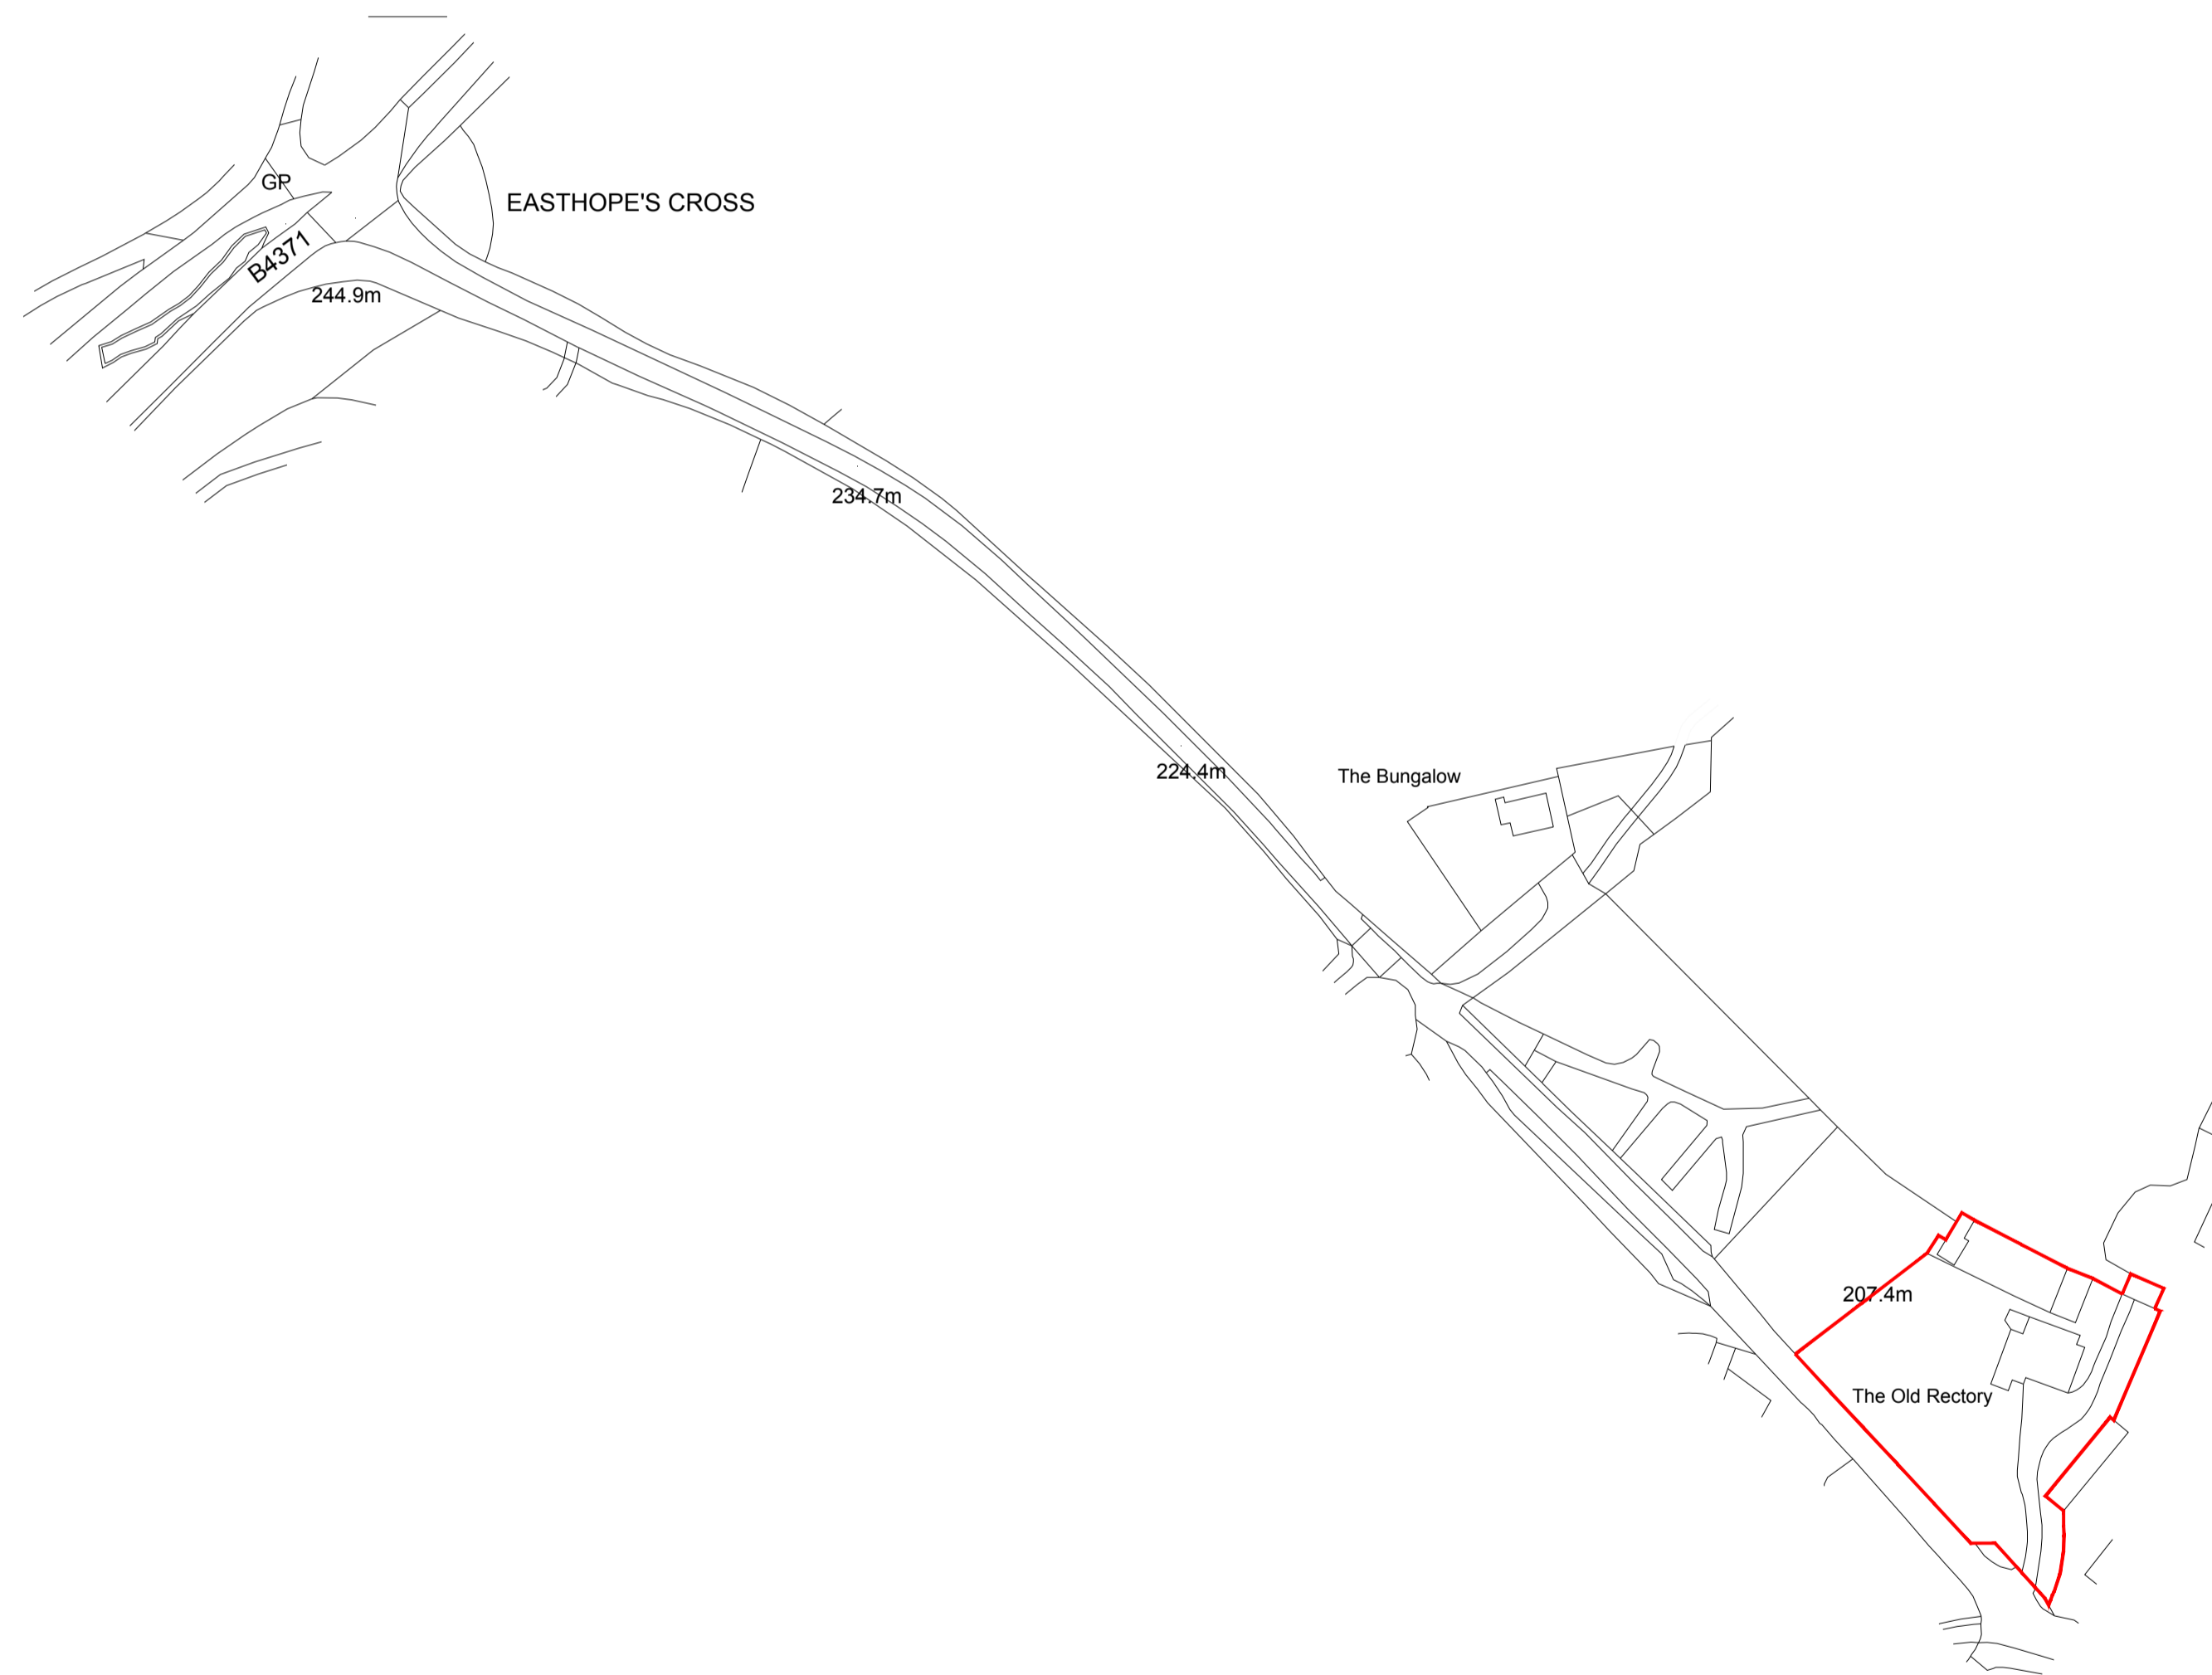 GP
EASTHOPE'S CROSS
B4371
244.9m
234.7m
224.4m
The Bungalow
207.4m
The Old Rectory